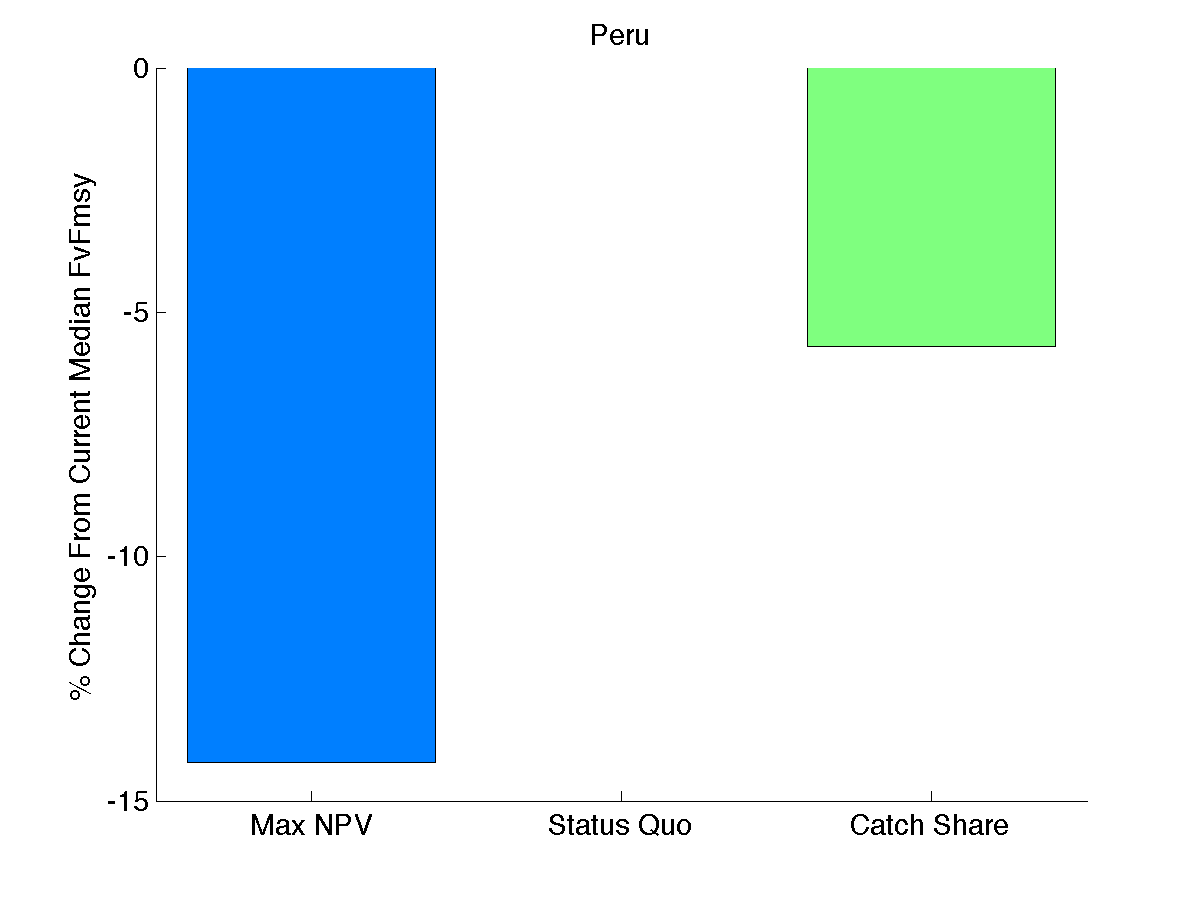 Peru
% Change From Current Median FvFmsy
0
-5
-10
-15
Max NPV
Status Quo
Catch Share